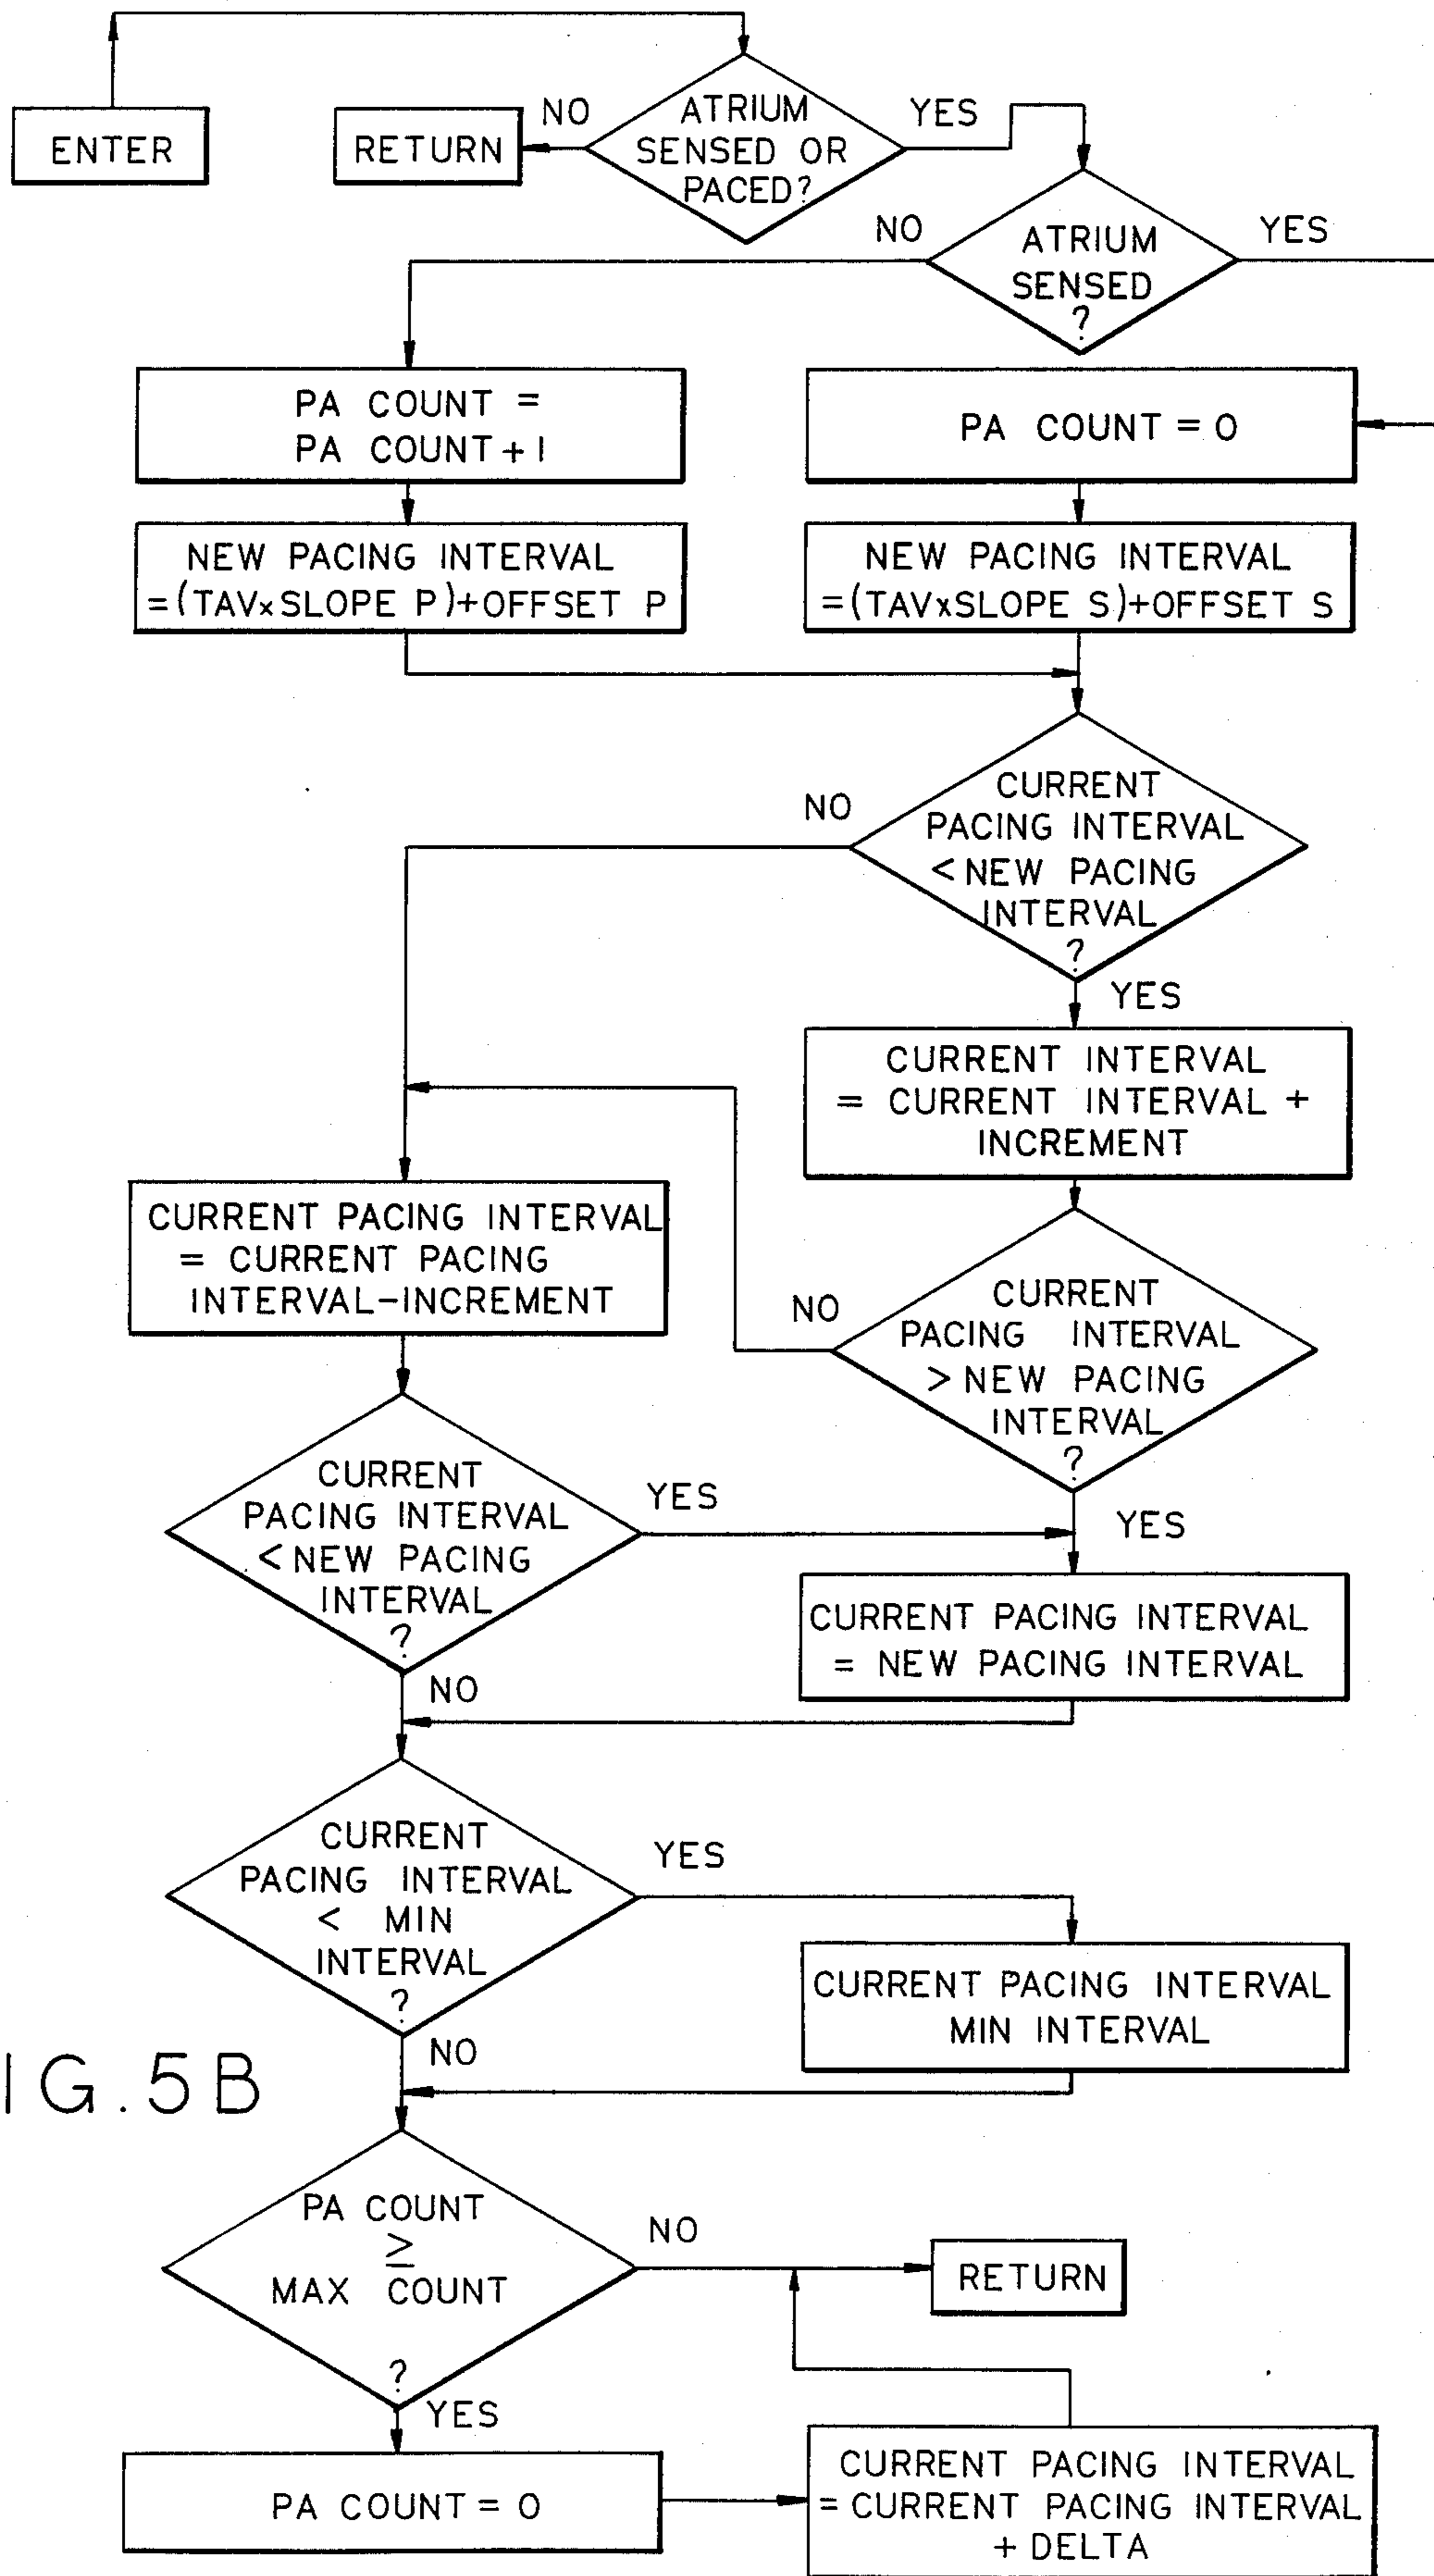 ENTER
RETURN
NO
ATRIUM
SENSED OR
PACED?
YES
NO
ATRIUM
SENSED
?
YES
PA COUNT =
PA COUNT+1
PA COUNT = 0
NEW PACING INTERVAL
=(TAVxSLOPE P)+OFFSET P
NEW PACING INTERVAL
=(TAVxSLOPE S)+OFFSET S
NO
CURRENT
PACING INTERVAL
< NEW PACING
INTERVAL
?
YES
CURRENT INTERVAL
= CURRENT INTERVAL +
INCREMENT
CURRENT PACING INTERVAL
= CURRENT PACING
INTERVAL-INCREMENT
NO
CURRENT
PACING INTERVAL
> NEW PACING
INTERVAL
?
YES
CURRENT
PACING INTERVAL
< NEW PACING
INTERVAL
?
YES
NO
CURRENT PACING INTERVAL
= NEW PACING INTERVAL
CURRENT
PACING INTERVAL
< MIN
INTERVAL
?
YES
NO
CURRENT PACING INTERVAL
MIN INTERVAL
IG. 5B
PA COUNT
≥
MAX COUNT
?
NO
RETURN
YES
PA COUNT = 0
CURRENT PACING INTERVAL
= CURRENT PACING INTERVAL
+ DELTA